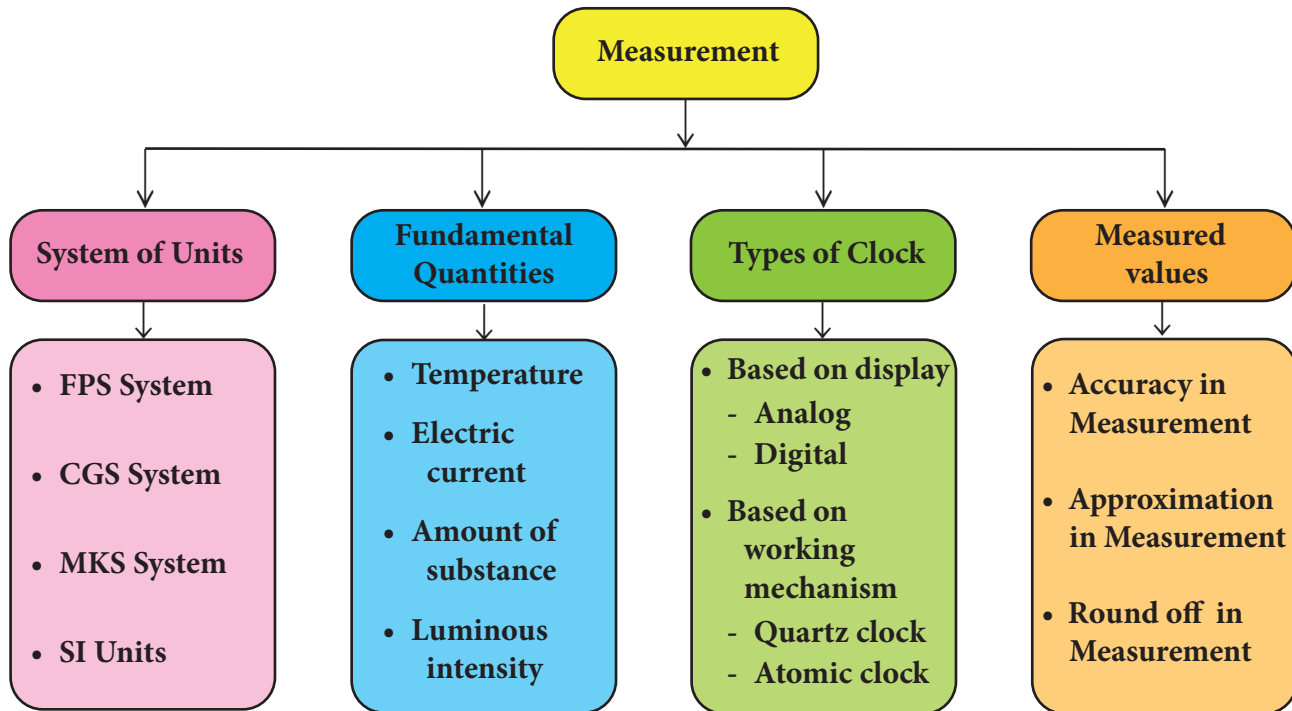 Measurement
System of Units
• FPS System
• CGS System
• MKS System
• SI Units
Fundamental
Quantities
• Temperature
• Electric
current
• Amount of
substance
• Luminous
intensity
Types of Clock
• Based on display
- Analog
- Digital
• Based on
working
mechanism
- Quartz clock
- Atomic clock
Measured
values
• Accuracy in
Measurement
• Approximation
in Measurement
• Round off in
Measurement